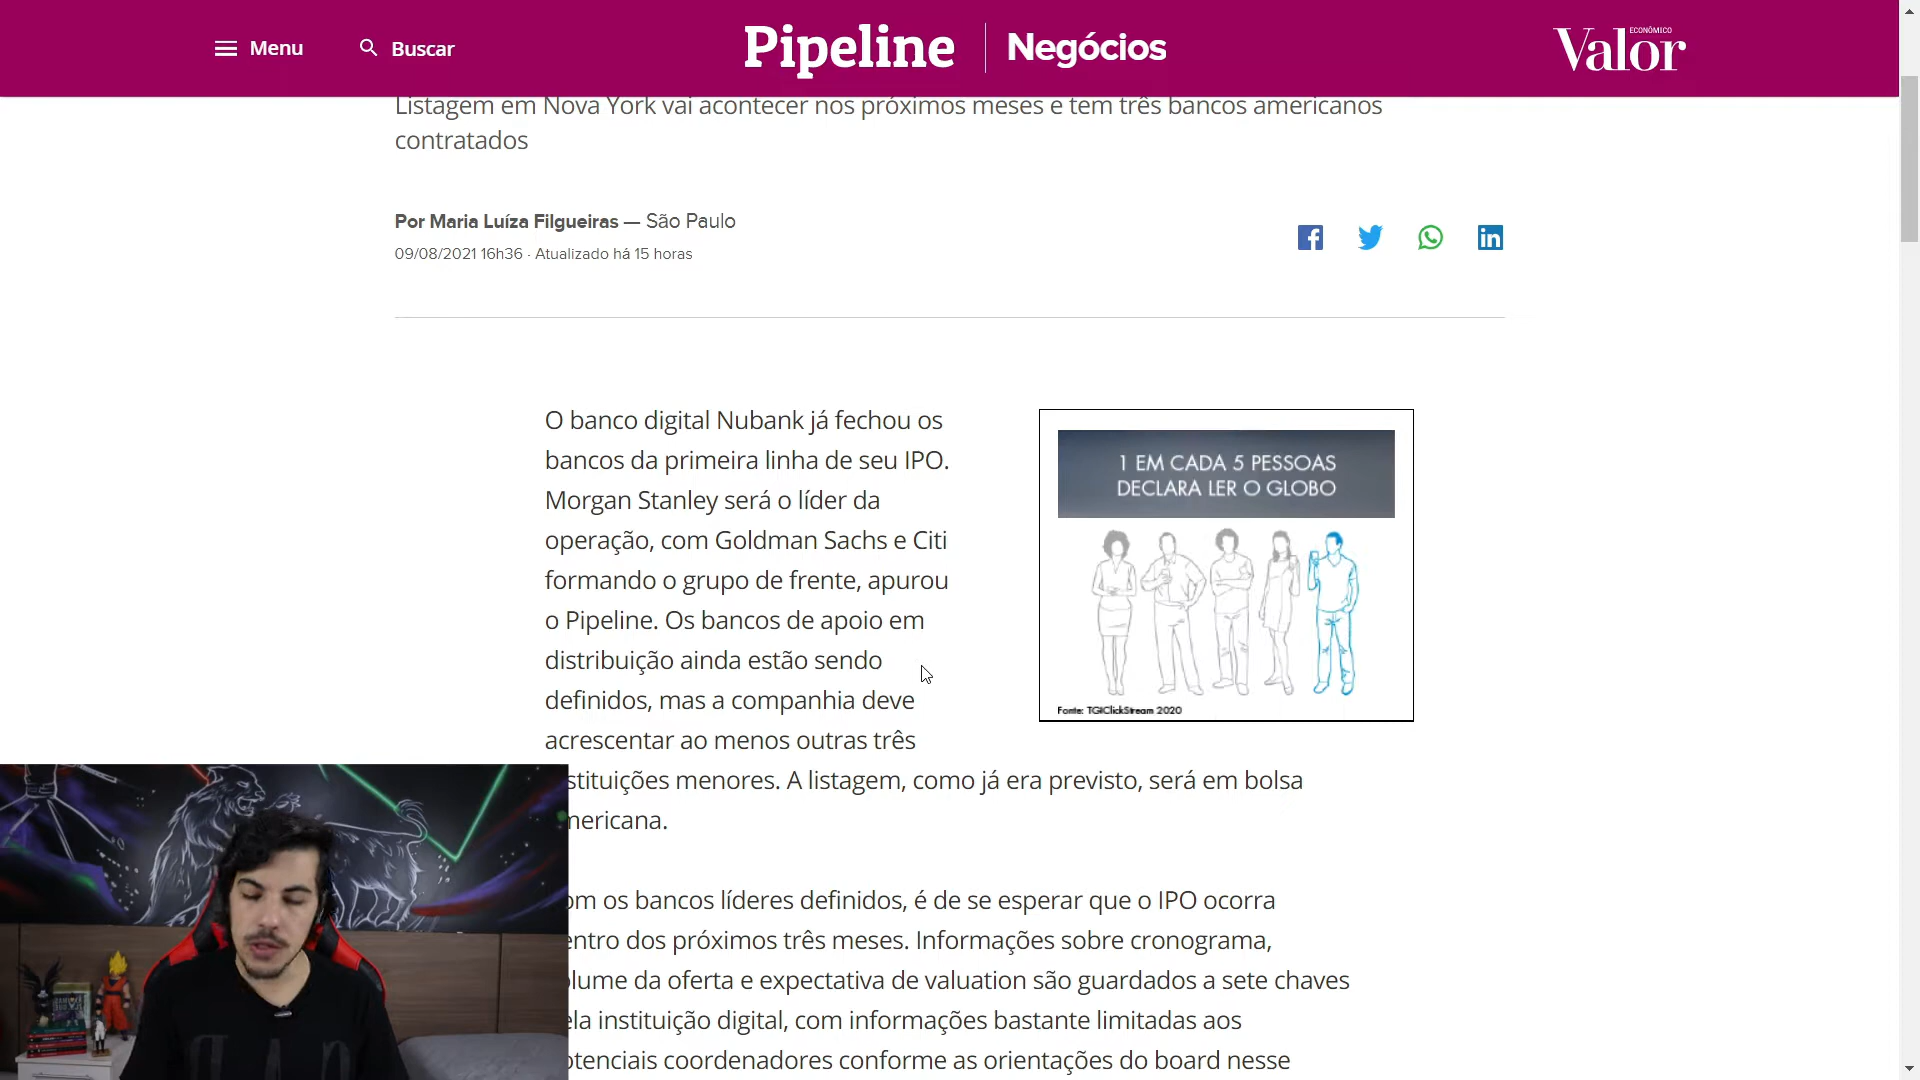 Menu
Buscar
Pipeline
Negócios
Valor
ECONÔMICO
Listagem em Nova York vai acontecer nos próximos meses e tem três bancos americanos
contratados
Por Maria Luíza Filgueiras — São Paulo
09/08/2021 16h36 · Atualizado há 15 horas
O banco digital Nubank já fechou os
bancos da primeira linha de seu IPO.
Morgan Stanley será o líder da
operação, com Goldman Sachs e Citi
formando o grupo de frente, apurou
o Pipeline. Os bancos de apoio em
distribuição ainda estão sendo
definidos, mas a companhia deve
acrescentar ao menos outras três
stituições menores. A listagem, como já era previsto, será em bolsa
mericana.
1 EM CADA 5 PESSOAS
DECLARA LER O GLOBO
Fonte: TGIClickStream 2020
om os bancos líderes definidos, é de se esperar que o IPO ocorra
entro dos próximos três meses. Informações sobre cronograma,
lume da oferta e expectativa de valuation são guardados a sete chaves
ela instituição digital, com informações bastante limitadas aos
otenciais coordenadores conforme as orientações do board nesse